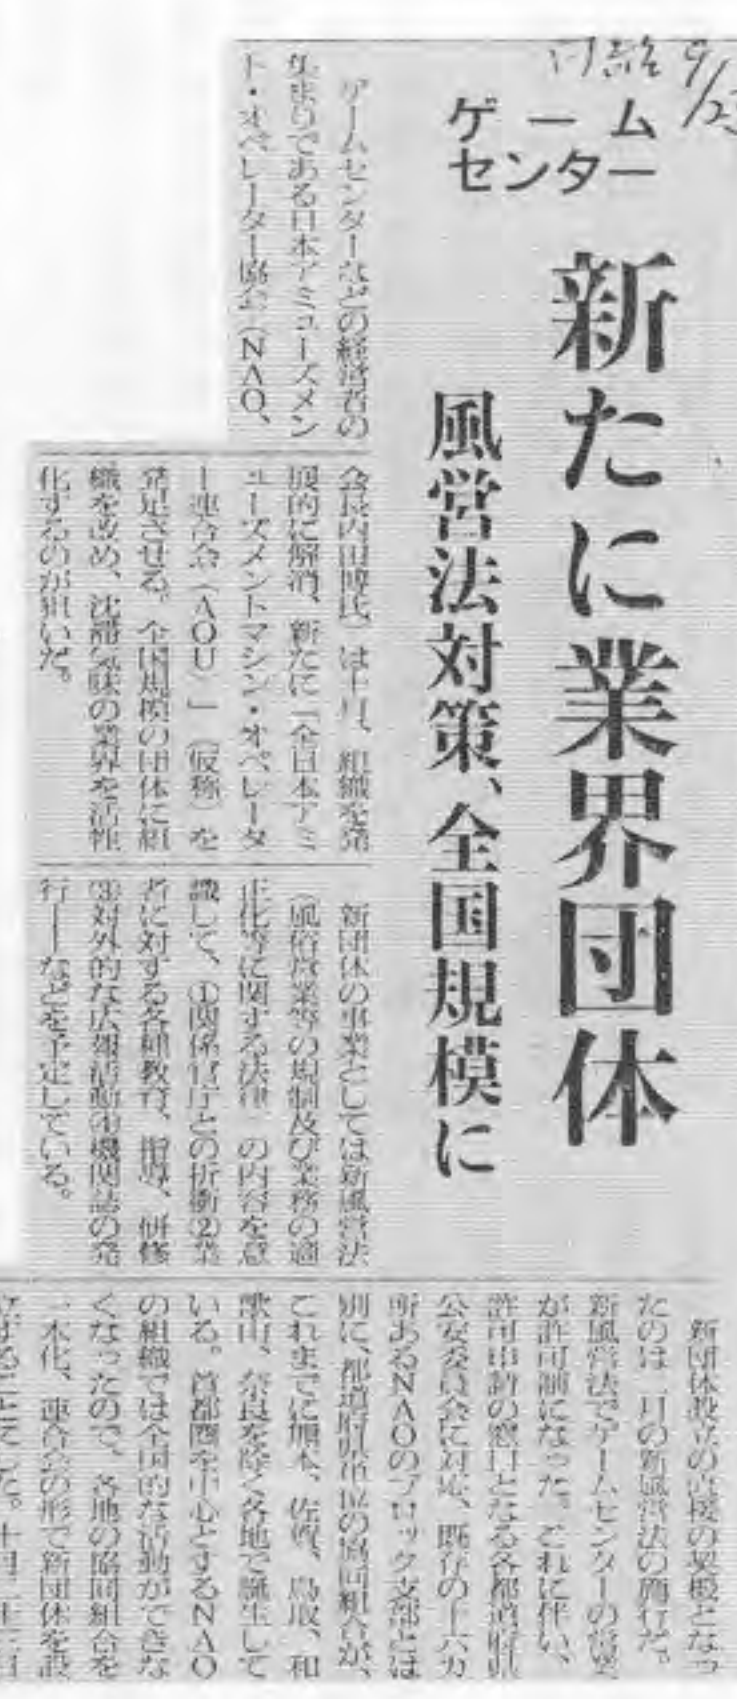 日経 9/23
ゲーム
センター
新たに業界団体
風営法対策、全国規模に
ゲームセンターなどの経営者の
集まりである日本アミューズメン
ト・オペレーター協会（NAO、
会長内田博氏）は十月、組織を発
展的に解消、新たに「全日本アミ
ューズメントマシン・オペレータ
ー連合会（AOU）」（仮称）を
発足させる。全国規模の団体に組
織を改め、沈滞気味の業界を活性
化するのが狙いだ。
新団体の事業としては新風営法
（風俗営業等の規制及び業務の適
正化等に関する法律）の内容を意
識して、①関係官庁との折衝②業
者に対する各種教育、指導、研修
③対外的な広報活動④機関誌の発
行——などを予定している。
新団体設立の直接の契機となっ
たのは二月の新風営法の施行だ。
新風営法でゲームセンターの営業
が許可制になった。これに伴い、
許可申請の窓口となる各都道府県
公安委員会に対応、既存の十六カ
所あるNAOのブロック支部とは
別に、都道府県単位の協同組合が、
これまでに熊本、佐賀、鳥取、和
歌山、奈良を除く各地で誕生して
いる。首都圏を中心とするNAO
の組織では全国的な活動ができな
くなったので、各地の協同組合を
一本化、連合会の形で新団体を設
立することにした。十月